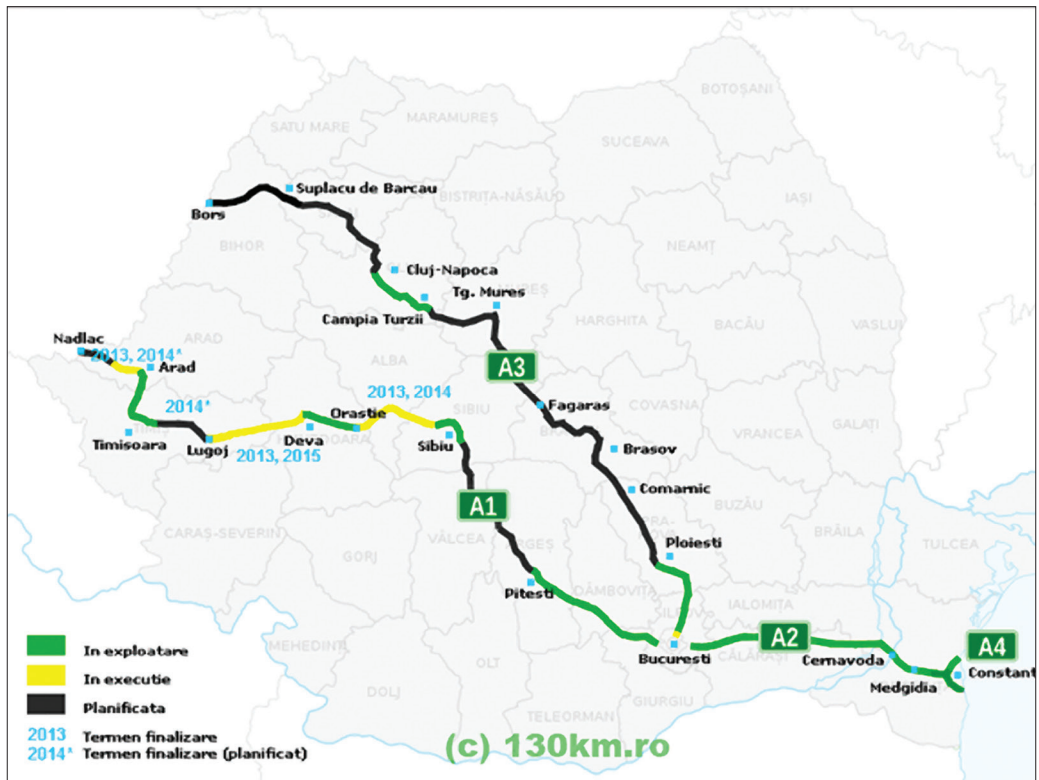 BOTOȘANI
SATU MARE
MARAMUREȘ
SUCEAVA
Suplacu de Barcau
BISTRIȚA-NĂSĂUD
IAȘI
Bors
BIHOR
NEAMȚ
Cluj-Napoca
Tg. Mures
Campia Turzii
HARGHITA
BACĂU
VASLUI
ARAD
Nadlac
2013, 2014*
Arad
ALBA
A3
2013, 2014
2014*
Orastie
SIBIU
Fagaras
COVASNA
Timisoara
Lugoj
Deva
Sibiu
VRANCEA
GALAȚI
2013, 2015
Brasov
Comarnic
A1
BUZĂU
CARAȘ-SEVERIN
GORJ
VÂLCEA
BRĂILA
TULCEA
Ploiesti
Pitesti
DÂMBOVIȚA
IALOMIȚA
A2
A4
MEHEDINȚI
OLT
Bucuresti
CĂLĂRAȘI
Cernavoda
Constant
Medgidia
DOLJ
GIURGIU
TELEORMAN
In exploatare
In executie
Planificata
2013 Termen finalizare
2014* Termen finalizare (planificat)
(c) 130km.ro